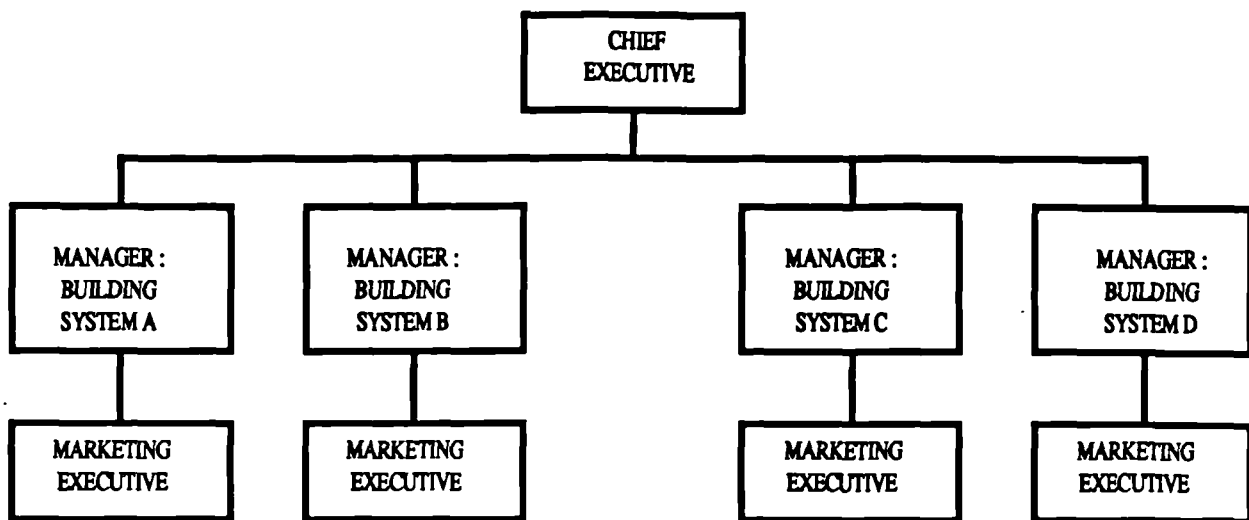 CHIEF
EXECUTIVE
MANAGER :
BUILDING
SYSTEM A
MANAGER :
BUILDING
SYSTEM B
MANAGER :
BUILDING
SYSTEM C
MANAGER :
BUILDING
SYSTEM D
MARKETING
EXECUTIVE
MARKETING
EXECUTIVE
MARKETING
EXECUTIVE
MARKETING
EXECUTIVE